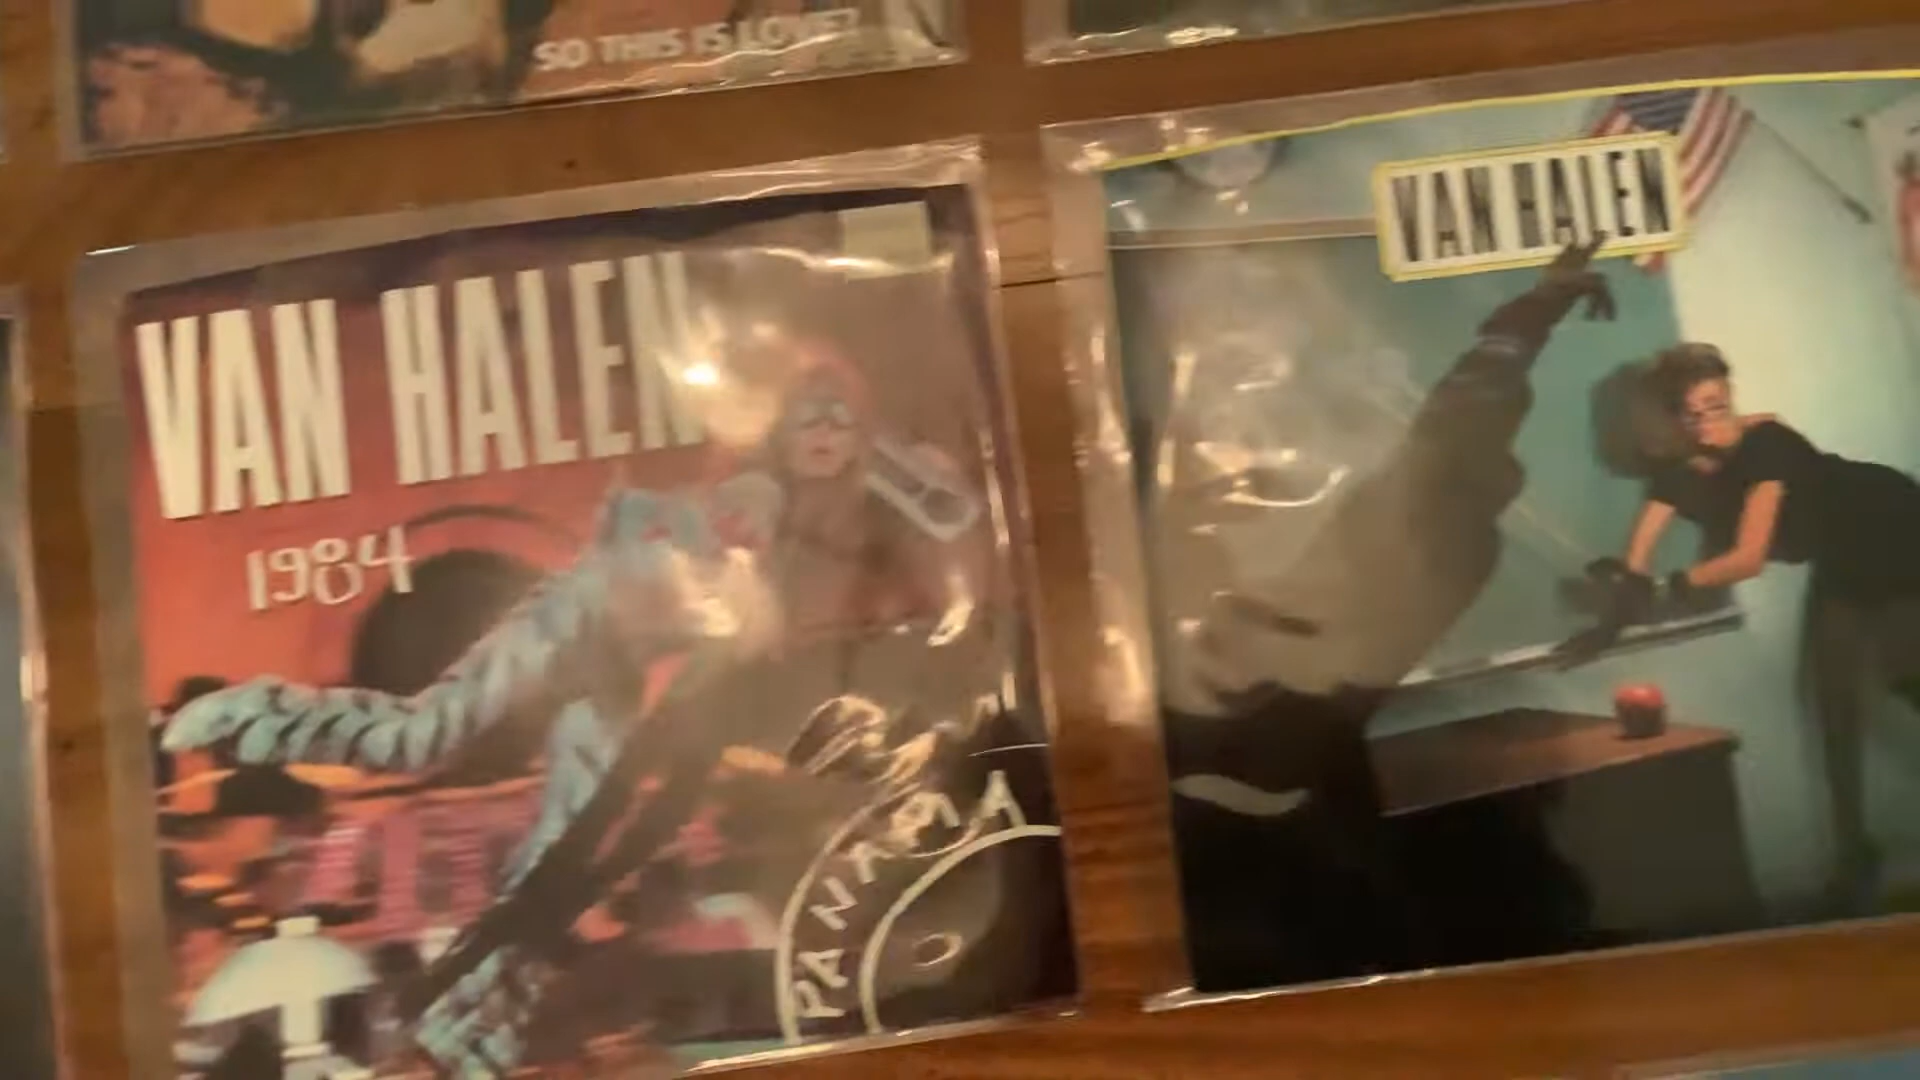 SO THIS IS LOVE?
VAN HALEN
VAN HALEN
1984
PANAMA